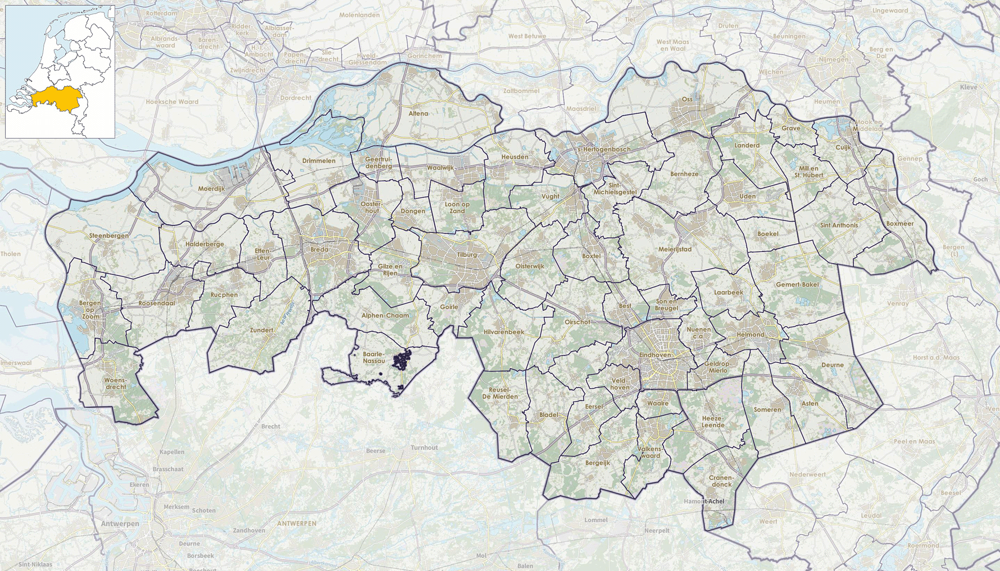 Rotterdam
Ridder-
kerk
Alblasser-
dam
Molenlanden
Tiel
Lingewaard
Druten
Albrands-
waard
Baren-
drecht
West Betuwe
Beuningen
West Maas
en Waal
H.-I.-
Ambacht
Papen-
drecht
Slie-
drecht
Hiveld-
Giessendam
Gorinchem
Nijmegen
Berg en
Dal
Zwijndrecht
Wijchen
Kleve
Hoeksche Waard
Dordrecht
Zaltbommel
Maasdriel
Heumen
Oss
Altena
Mook en
Middelaar
Grave
Cuijk
Landerd
's-Hertogenbosch
Heusden
Drimmelen
Geertrui-
denberg
Waalwijk
Gennep
Goch
Mill en
St. Hubert
Bernheze
Moerdijk
Sint-
Michielsgestel
Vught
Uden
Ooster-
hout
Dongen
Loon op
Zand
Boxmeer
Sint Anthonis
Boekel
Steenbergen
Halderberge
Etten-
Leur
Breda
Tilburg
Meierijstad
Bergen
(L)
Tholen
Boxtel
Oisterwijk
Gilze en
Rijen
Gemert-Bakel
Laarbeek
Rucphen
Roosendaal
Bergen
op
Zoom
Venray
Son en
Breugel
Best
Goirle
Alphen-Chaam
Oirschot
Hilvarenbeek
Zundert
Nuenen
c.a.
Helmond
Eindhoven
Baarle-
Nassau
Horst a.d. Maas
imerswaal
Deurne
Geldrop-
Mierlo
Veld-
hoven
Woens-
drecht
Reusel-
De Mierden
Eersel
Waalre
Asten
Someren
Bladel
Heeze-
Leende
Ven
Brecht
Kapellen
Beerse
Turnhout
Valkens-
waard
Peel en Maas
Bergeijk
Brasschaat
Nederweert
Cranen-
donck
Ekeren
Beesel
Hamont-Achel
Merksem
Schoten
Leudal
Antwerpen
Zandhoven
ANTWERPEN
Lommel
Neerpelt
Weert
Deurne
Borsbeek
Roermond
Mol
Balen
Sint-Niklaas
Boechout